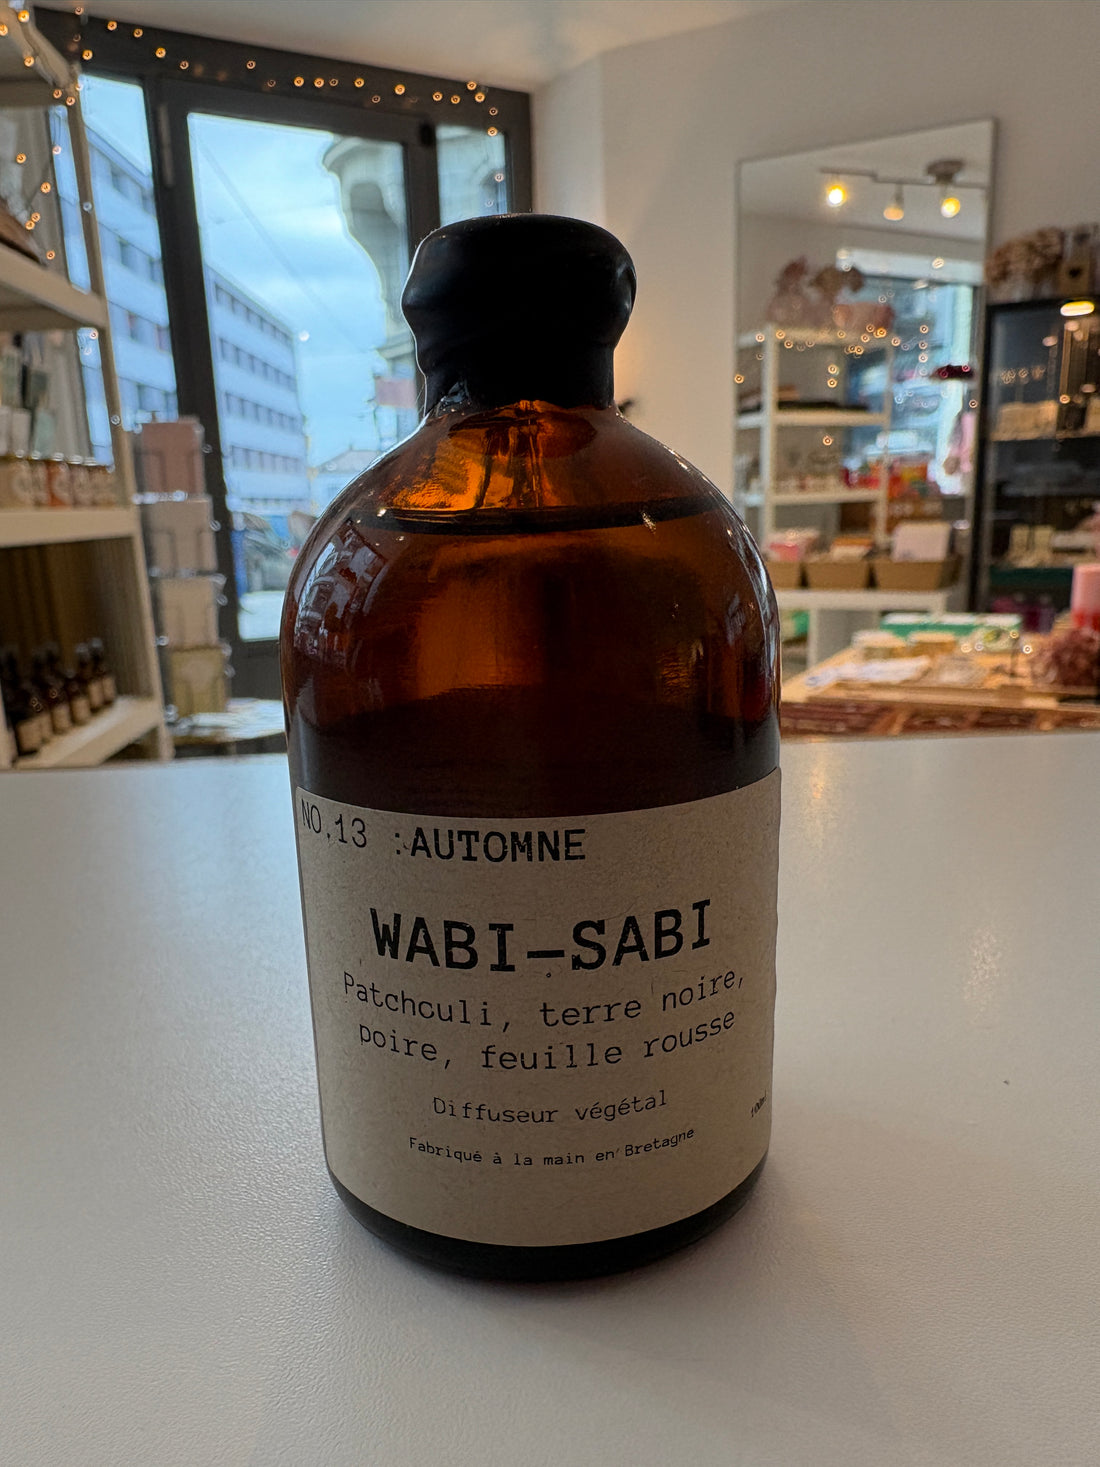 NO.13 :AUTOMNE
WABI-SABI
Patchouli, terre noire,
poire, feuille rousse
Diffuseur végétal
100ml
Fabriqué à la main en Bretagne